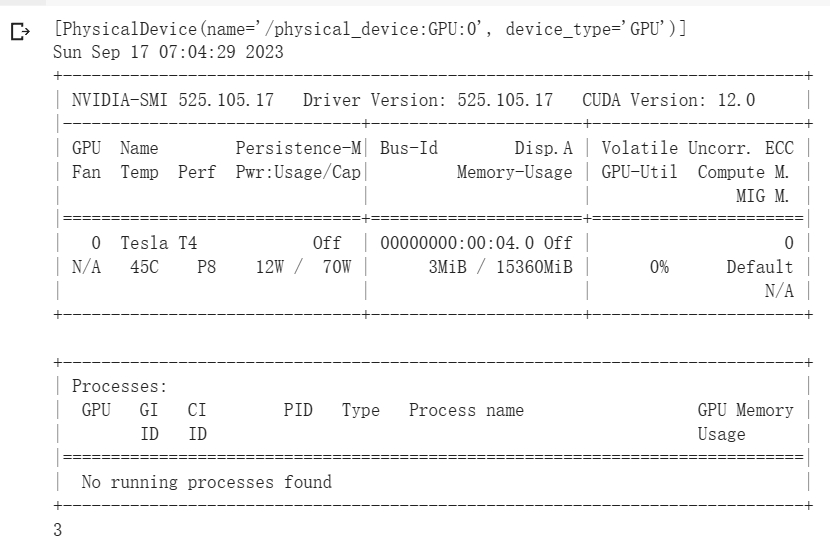 [PhysicalDevice(name='/physical_device:GPU:0', device_type='GPU')]
Sun Sep 17 07:04:29 2023
+-----------------------------------------------------------------------------+
| NVIDIA-SMI 525.105.17   Driver Version: 525.105.17   CUDA Version: 12.0     |
|-------------------------------+----------------------+----------------------+
| GPU  Name        Persistence-M| Bus-Id        Disp.A | Volatile Uncorr. ECC |
| Fan  Temp  Perf  Pwr:Usage/Cap|         Memory-Usage | GPU-Util  Compute M. |
|                               |                      |               MIG M. |
|===============================+======================+======================|
|   0  Tesla T4            Off  | 00000000:00:04.0 Off |                    0 |
| N/A   45C    P8    12W /  70W |      3MiB / 15360MiB |      0%      Default |
|                               |                      |                  N/A |
+-------------------------------+----------------------+----------------------+

+-----------------------------------------------------------------------------+
| Processes:                                                                  |
|  GPU   GI   CI        PID   Type   Process name                  GPU Memory |
|        ID   ID                                                   Usage      |
|=============================================================================|
|  No running processes found                                                 |
+-----------------------------------------------------------------------------+
3